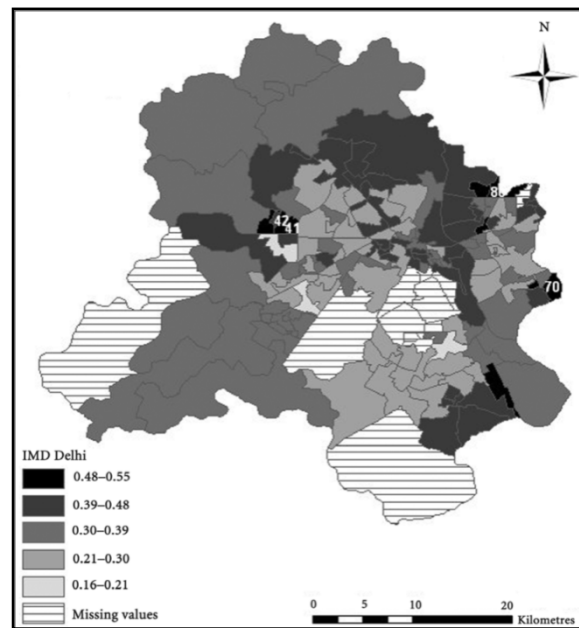 N
42
41
86
70
IMD Delhi
0.48–0.55
0.39–0.48
0.30–0.39
0.21–0.30
0.16–0.21
Missing values
0 5 10 20
Kilometres